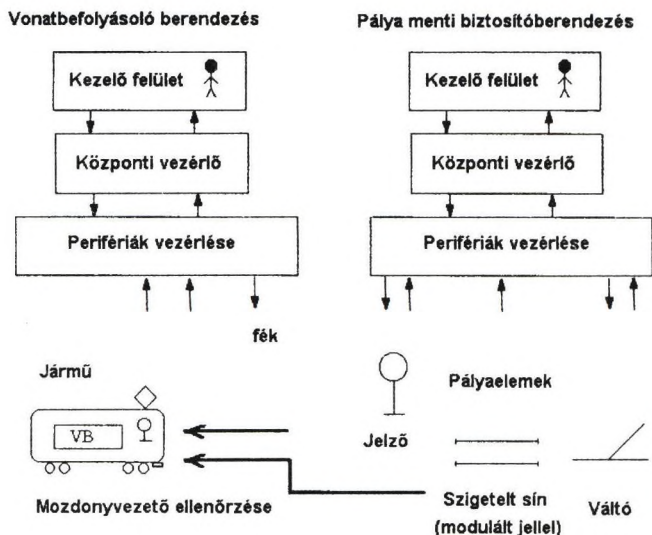 Vonatbefolyásoló berendezés
Kezelő felület
Központi vezérlő
Perifériák vezérlése
fék
Jármű
VB
Mozdonyvezető ellenőrzése
Pálya menti biztosítóberendezés
Kezelő felület
Központi vezérlő
Perifériák vezérlése
Pályaelemek
Jelző
Szigetelt sín
(modulált jellel)
Váltó